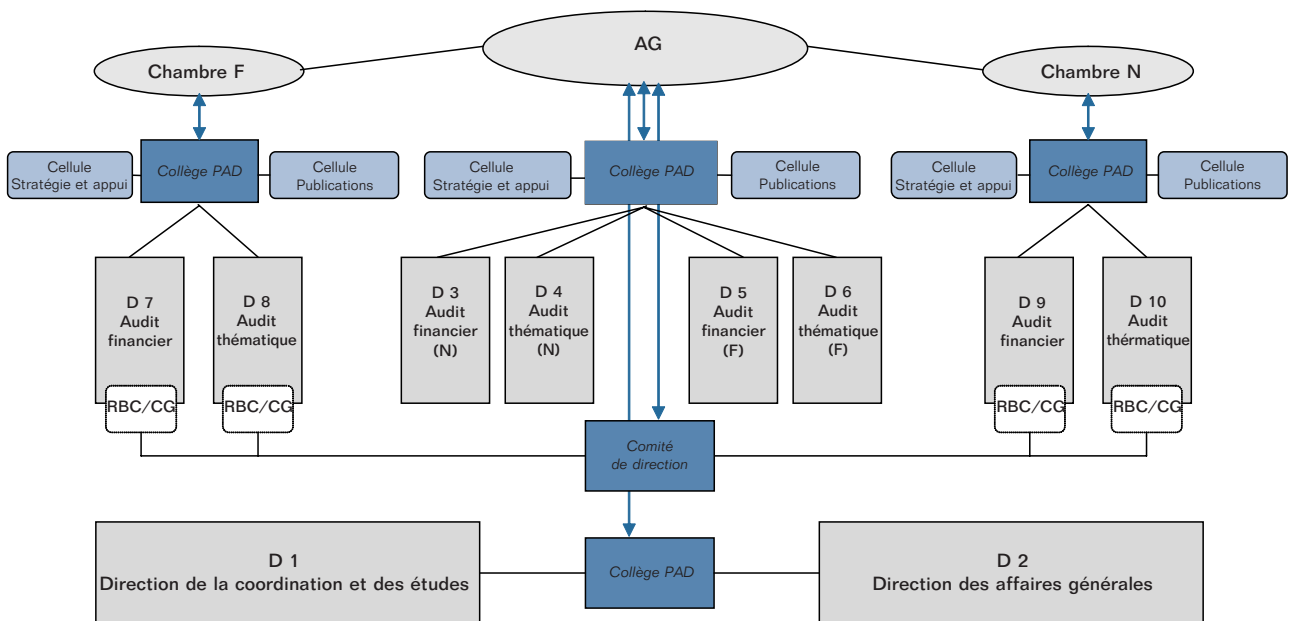 AG
Chambre F
Chambre N
Cellule
Stratégie et appui
Collège PAD
Cellule
Publications
Cellule
Stratégie et appui
Collège PAD
Cellule
Publications
Cellule
Stratégie et appui
Collège PAD
Cellule
Publications
D 7
Audit
financier
D 8
Audit
thématique
D 3
Audit
financier
(N)
D 4
Audit
thématique
(N)
D 5
Audit
financier
(F)
D 6
Audit
thématique
(F)
D 9
Audit
financier
D 10
Audit
thérmatique
RBC/CG
RBC/CG
RBC/CG
RBC/CG
Comité
de direction
D 1
Direction de la coordination et des études
Collège PAD
D 2
Direction des affaires générales